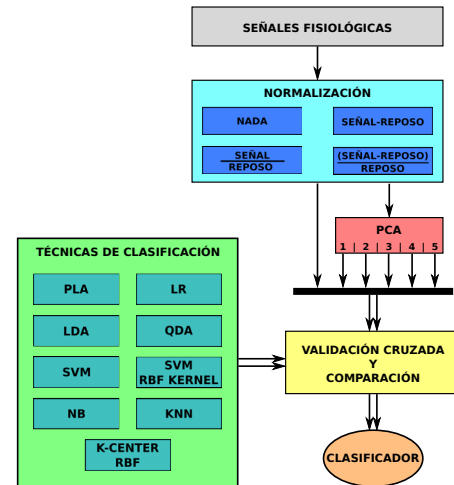 SEÑALES FISIOLÓGICAS
NORMALIZACIÓN
NADA
SEÑAL-REPOSO
SEÑAL
REPOSO
(SEÑAL-REPOSO)
REPOSO
PCA
1 | 2 | 3 | 4 | 5
TÉCNICAS DE CLASIFICACIÓN
PLA
LR
LDA
QDA
SVM
SVM
RBF KERNEL
NB
KNN
K-CENTER
RBF
VALIDACIÓN CRUZADA
Y
COMPARACIÓN
CLASIFICADOR